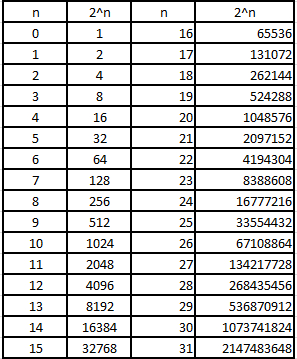 n 2^n n 2^n
0 1 16 65536
1 2 17 131072
2 4 18 262144
3 8 19 524288
4 16 20 1048576
5 32 21 2097152
6 64 22 4194304
7 128 23 8388608
8 256 24 16777216
9 512 25 33554432
10 1024 26 67108864
11 2048 27 134217728
12 4096 28 268435456
13 8192 29 536870912
14 16384 30 1073741824
15 32768 31 2147483648